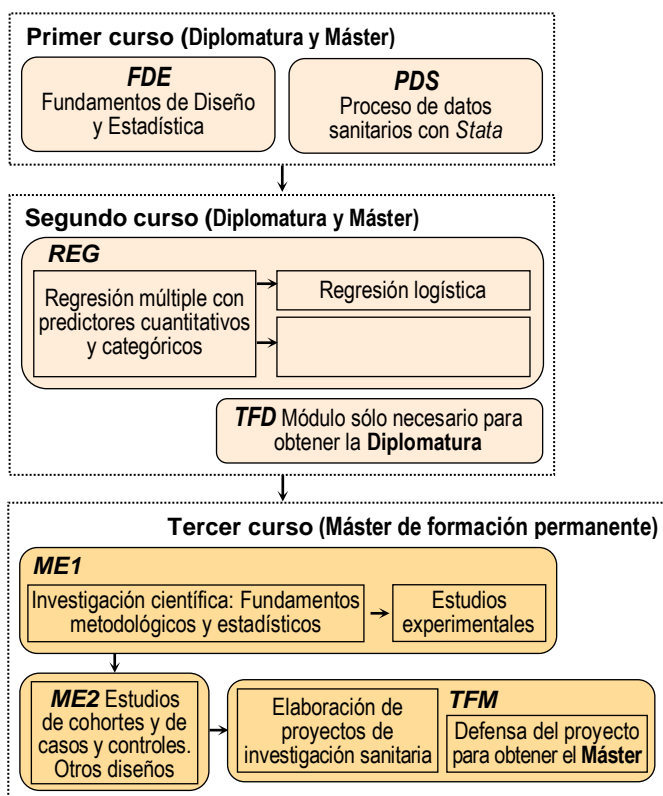 Primer curso (Diplomatura y Máster)
FDE
Fundamentos de Diseño
y Estadística
PDS
Proceso de datos
sanitarios con Stata
Segundo curso (Diplomatura y Máster)
REG
Regresión múltiple con
predictores cuantitativos
y categóricos
Regresión logística
TFD Módulo sólo necesario para
obtener la Diplomatura
Tercer curso (Máster de formación permanente)
ME1
Investigación científica: Fundamentos
metodológicos y estadísticos
Estudios
experimentales
ME2 Estudios
de cohortes y de
casos y controles.
Otros diseños
Elaboración de
proyectos de
investigación sanitaria
TFM
Defensa del proyecto
para obtener el Máster